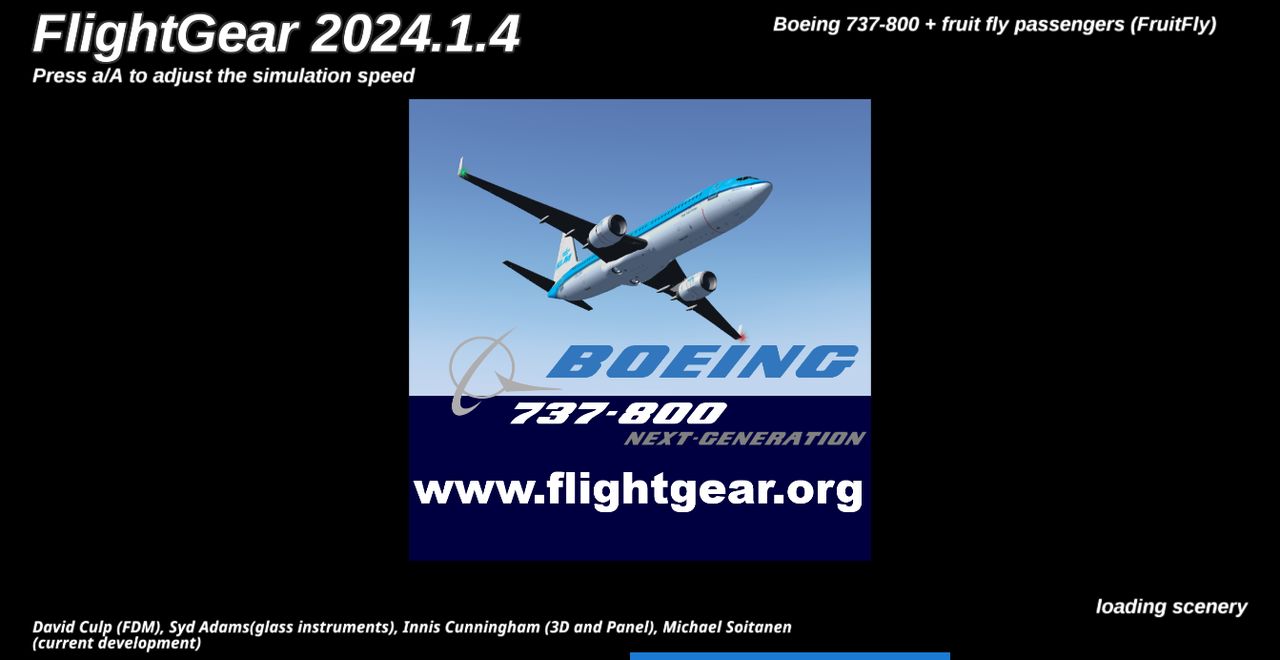 FlightGear 2024.1.4
Boeing 737-800 + fruit fly passengers (FruitFly)
Press a/A to adjust the simulation speed
BOEING
737-800
NEXT-GENERATION
www.flightgear.org
loading scenery
David Culp (FDM), Syd Adams(glass instruments), Innis Cunningham (3D and Panel), Michael Soitanen
(current development)